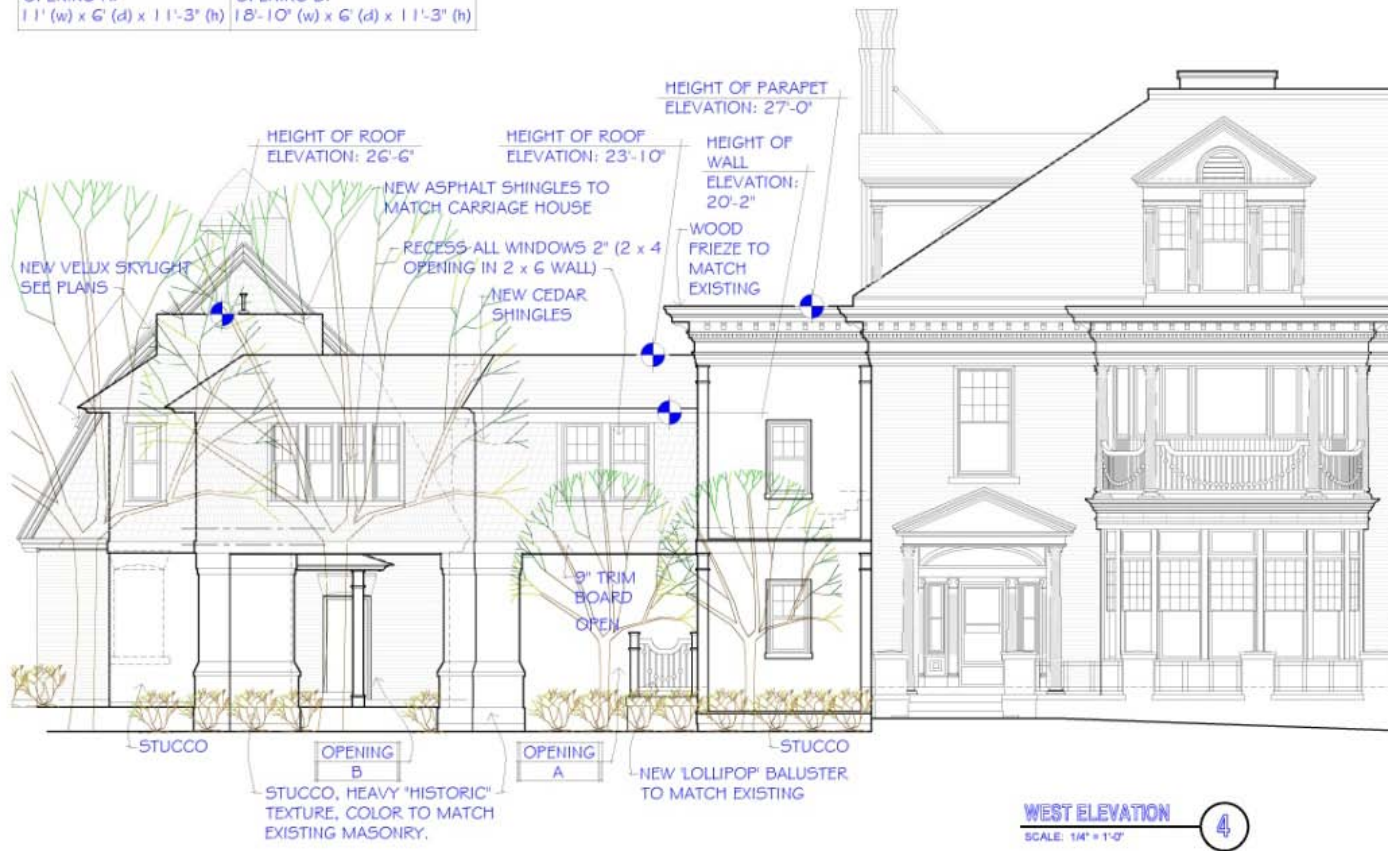 11' (w) x 6' (d) x 11'-3" (h)
18'-10" (w) x 6' (d) x 11'-3" (h)
HEIGHT OF PARAPET
ELEVATION: 27'-0"
HEIGHT OF ROOF
ELEVATION: 26'-6"
HEIGHT OF ROOF
ELEVATION: 23'-10"
HEIGHT OF
WALL
ELEVATION:
20'-2"
NEW ASPHALT SHINGLES TO
MATCH CARRIAGE HOUSE
WOOD
FRIEZE TO
MATCH
EXISTING
RECESS ALL WINDOWS 2" (2 x 4
OPENING IN 2 x 6 WALL)
NEW VELUX SKYLIGHT
SEE PLANS
NEW CEDAR
SHINGLES
9" TRIM
BOARD
OPEN
STUCCO
OPENING
B
OPENING
A
STUCCO
NEW 'LOLLIPOP' BALUSTER
TO MATCH EXISTING
STUCCO, HEAVY "HISTORIC"
TEXTURE, COLOR TO MATCH
EXISTING MASONRY.
WEST ELEVATION
4
SCALE: 1/4" = 1'-0"